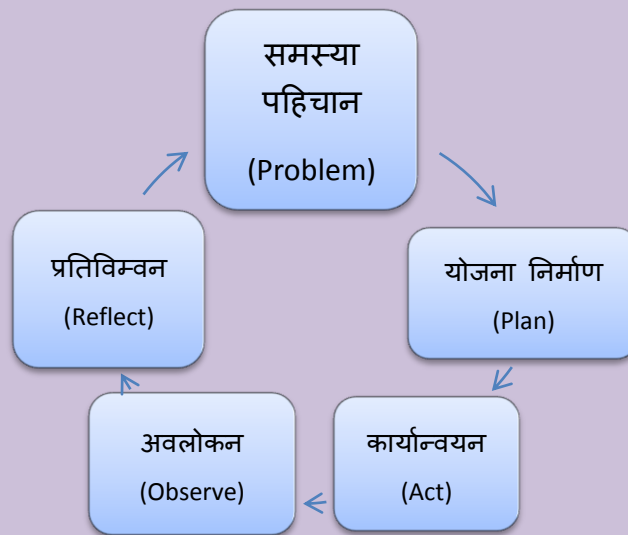 समस्या
पहिचान
(Problem)
योजना निर्माण
(Plan)
कार्यान्वयन
(Act)
अवलोकन
(Observe)
प्रतिविम्वन
(Reflect)